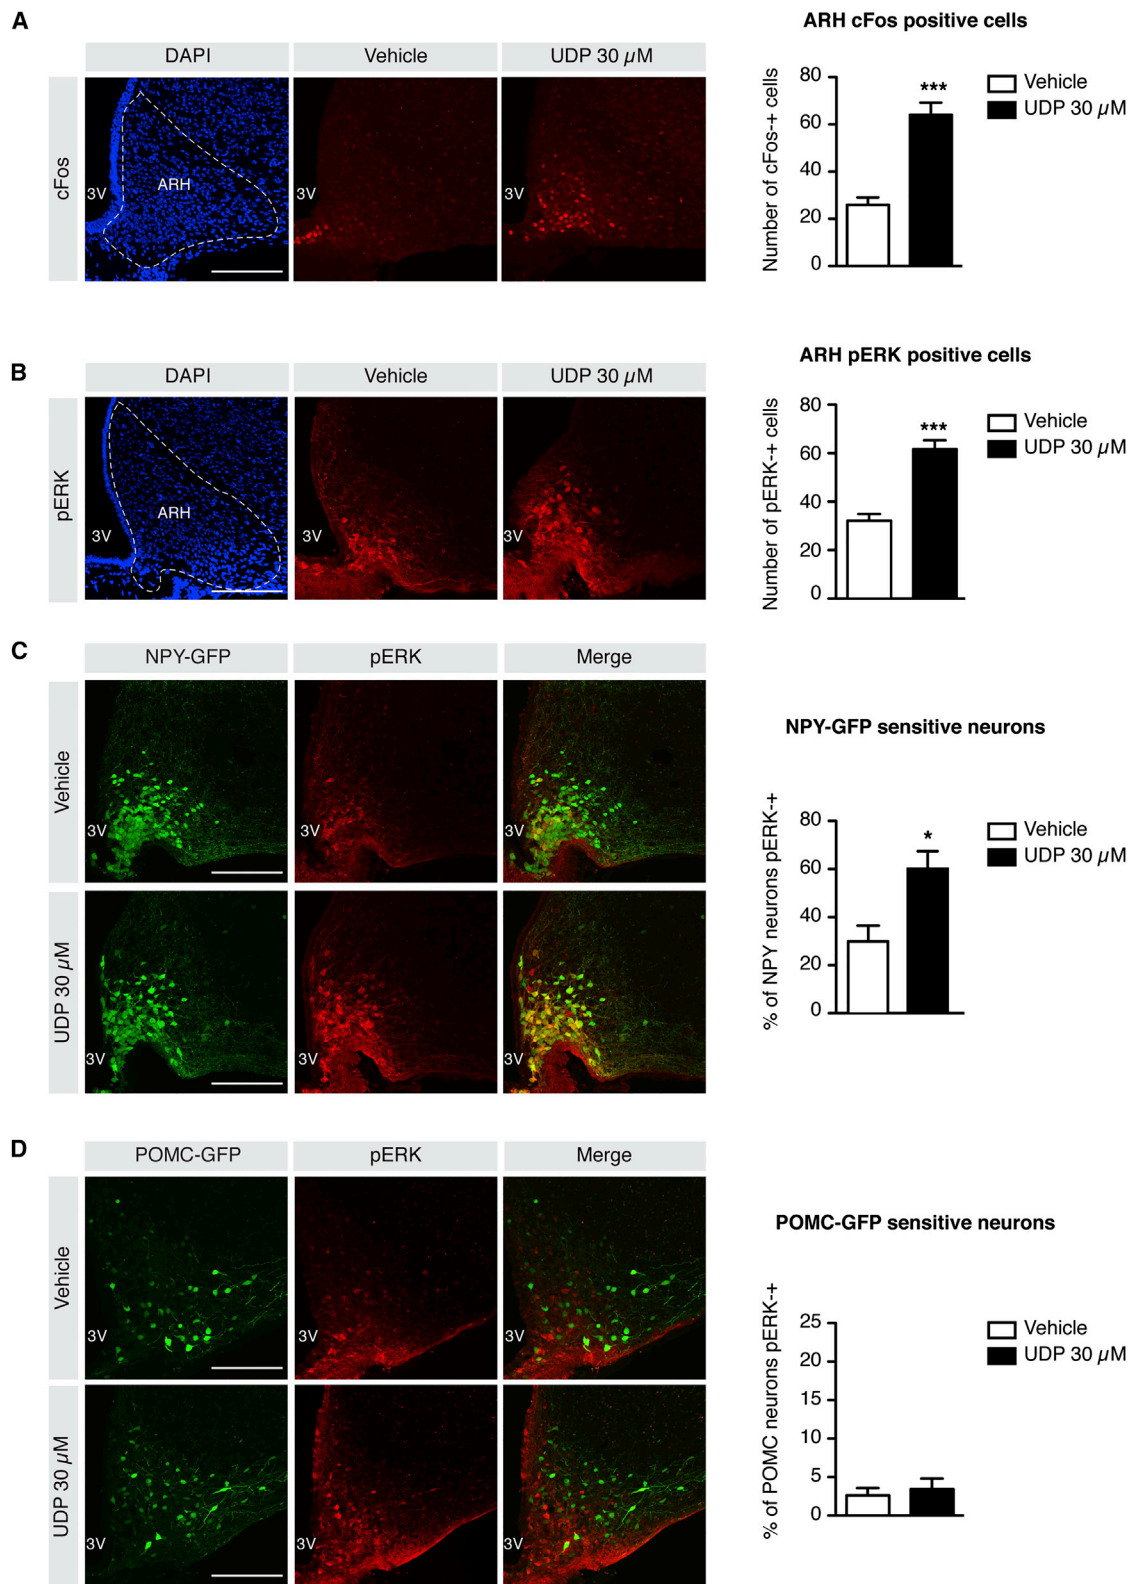 A
DAPI
Vehicle
UDP 30 µM
cFos
3V
ARH
3V
3V
ARH cFos positive cells
Number of cFos-+ cells
80
60
40
20
0
***
Vehicle
UDP 30 µM
B
DAPI
Vehicle
UDP 30 µM
pERK
3V
ARH
3V
3V
ARH pERK positive cells
Number of pERK-+ cells
80
60
40
20
0
***
Vehicle
UDP 30 µM
C
NPY-GFP
pERK
Merge
Vehicle
3V
3V
3V
UDP 30 µM
3V
3V
3V
NPY-GFP sensitive neurons
% of NPY neurons pERK-+
80
60
40
20
0
*
Vehicle
UDP 30 µM
D
POMC-GFP
pERK
Merge
Vehicle
3V
3V
3V
UDP 30 µM
3V
3V
3V
POMC-GFP sensitive neurons
% of POMC neurons pERK-+
25
20
15
10
5
0
Vehicle
UDP 30 µM